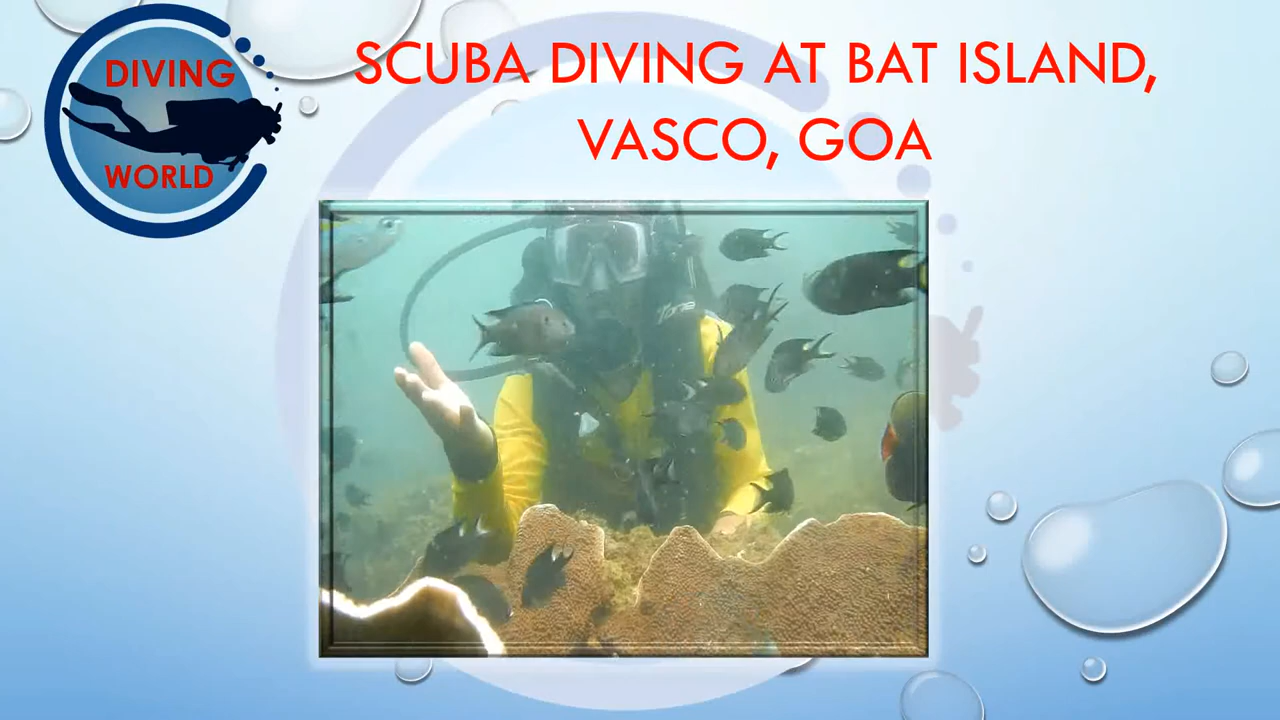 DIVING
WORLD
SCUBA DIVING AT BAT ISLAND,
VASCO, GOA